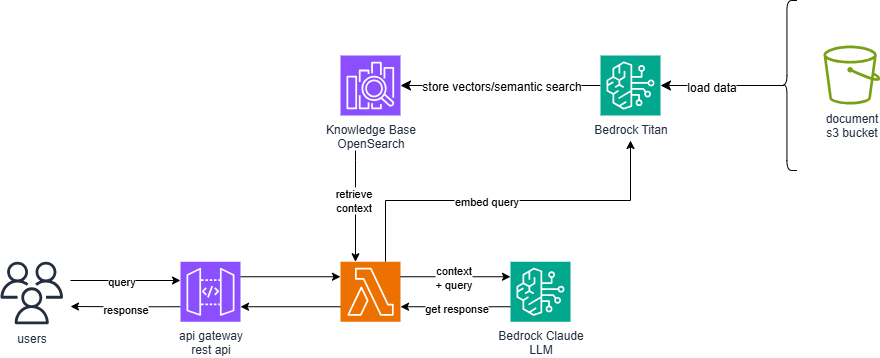 store vectors/semantic search
load data
Knowledge Base
OpenSearch
Bedrock Titan
document
s3 bucket
retrieve
context
embed query
query
context
+ query
response
get response
users
api gateway
rest api
Bedrock Claude
LLM